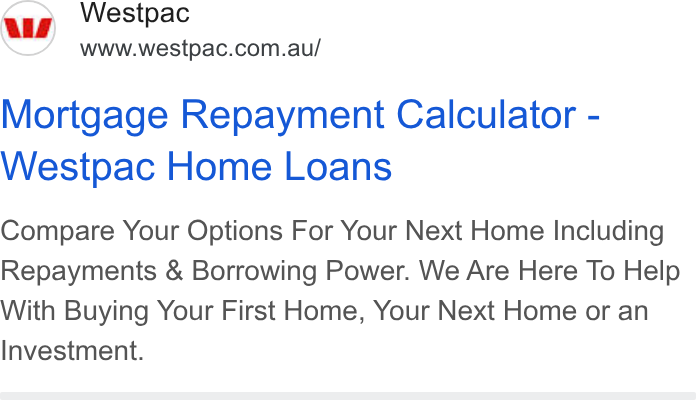 Westpac
www.westpac.com.au/
Mortgage Repayment Calculator -
Westpac Home Loans
Compare Your Options For Your Next Home Including
Repayments & Borrowing Power. We Are Here To Help
With Buying Your First Home, Your Next Home or an
Investment.